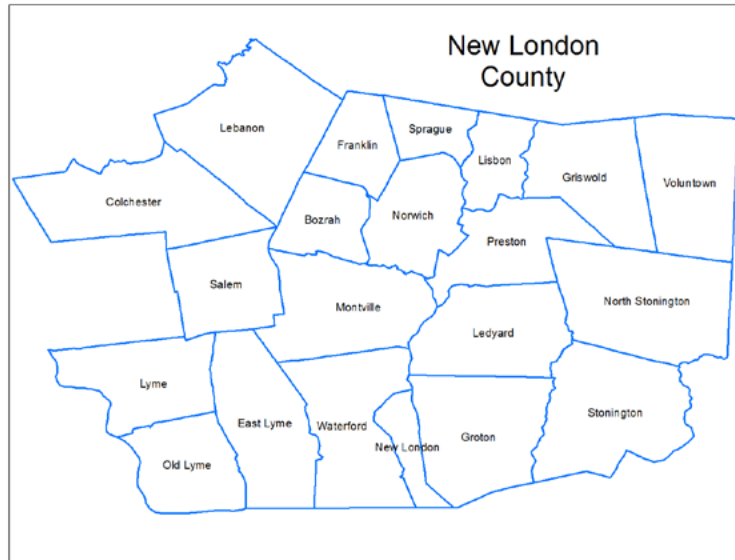 New London
County
Lebanon
Franklin
Sprague
Lisbon
Griswold
Voluntown
Colchester
Bozrah
Norwich
Preston
Salem
Montville
North Stonington
Ledyard
Lyme
East Lyme
Waterford
New London
Groton
Stonington
Old Lyme